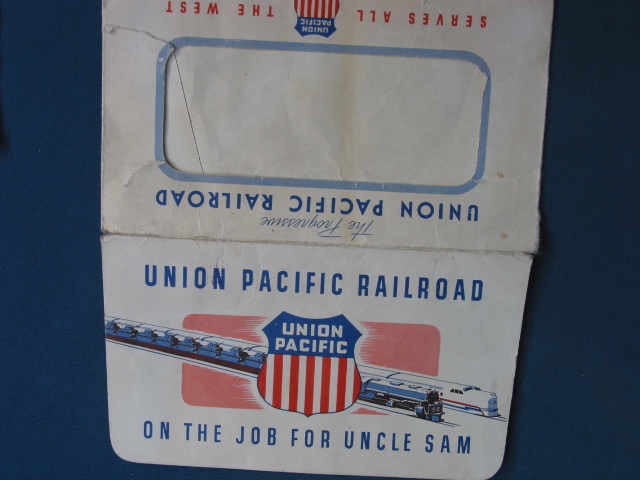 SERVES ALL THE WEST
UNION
PACIFIC
The Progressive
UNION PACIFIC RAILROAD
UNION PACIFIC RAILROAD
UNION
PACIFIC
ON THE JOB FOR UNCLE SAM